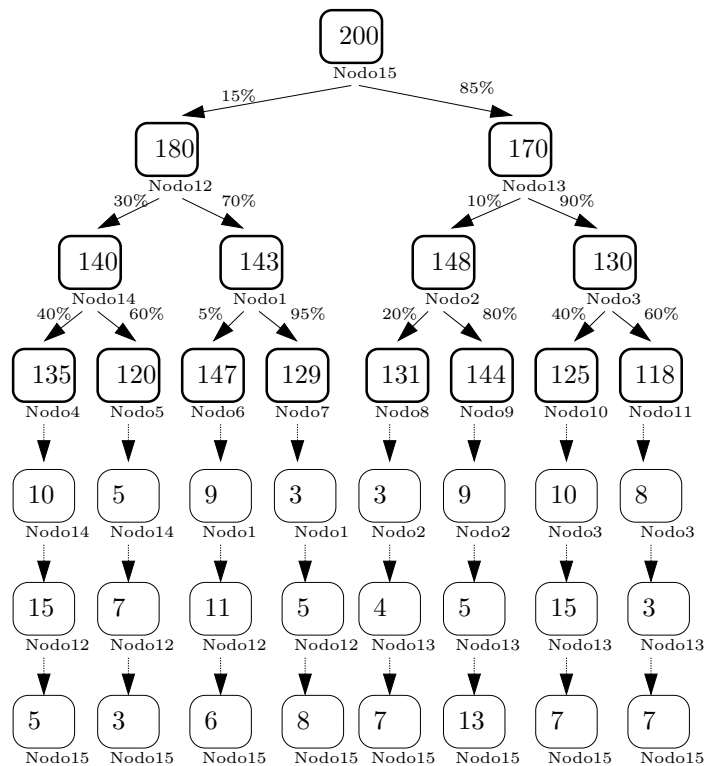 200
Nodo15
15% 85%
180 170
Nodo12 Nodo13
30% 70% 10% 90%
140 143 148 130
Nodo14 Nodo1 Nodo2 Nodo3
40% 60% 5% 95% 20% 80% 40% 60%
135 120 147 129 131 144 125 118
Nodo4 Nodo5 Nodo6 Nodo7 Nodo8 Nodo9 Nodo10 Nodo11
10 5 9 3 3 9 10 8
Nodo14 Nodo14 Nodo1 Nodo1 Nodo2 Nodo2 Nodo3 Nodo3
15 7 11 5 4 5 15 3
Nodo12 Nodo12 Nodo12 Nodo12 Nodo13 Nodo13 Nodo13 Nodo13
5 3 6 8 7 13 7 7
Nodo15 Nodo15 Nodo15 Nodo15 Nodo15 Nodo15 Nodo15 Nodo15